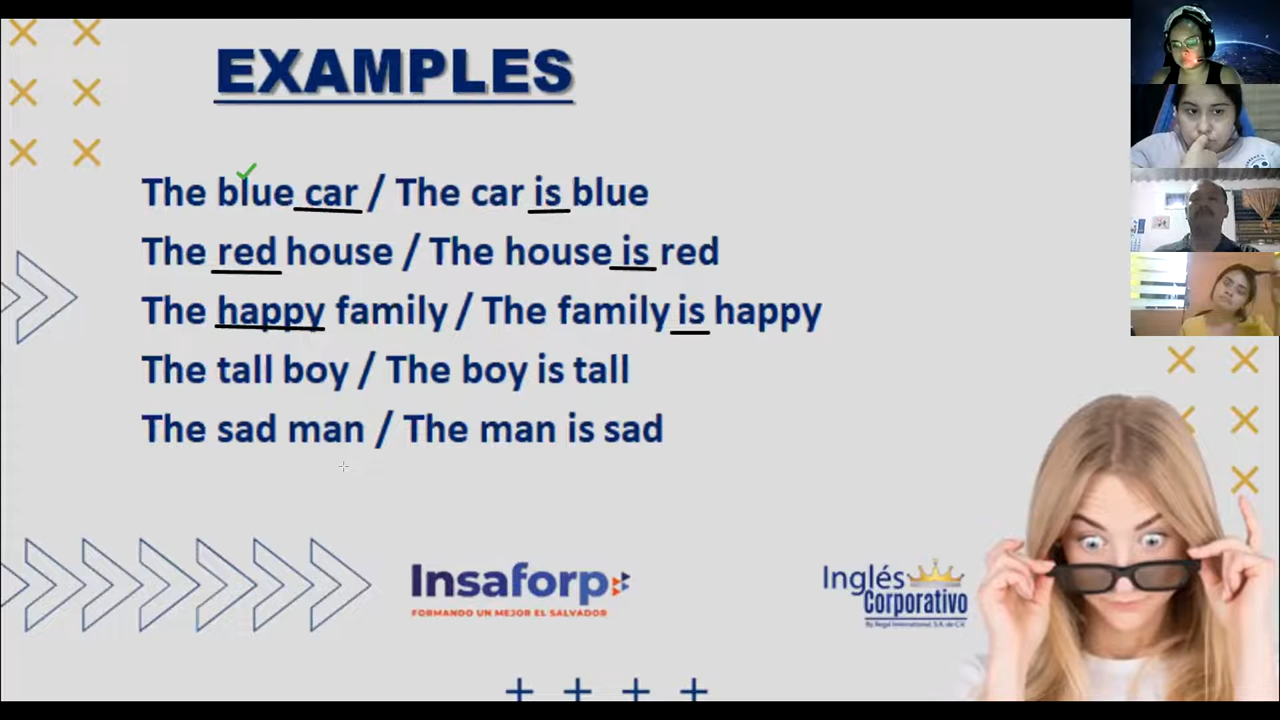 EXAMPLES
The blue car / The car is blue
The red house / The house is red
The happy family / The family is happy
The tall boy / The boy is tall
The sad man / The man is sad
Insaforp
FORMANDO UN MEJOR EL SALVADOR
Inglés
Corporativo
By Regal International, S.A. de C.V.